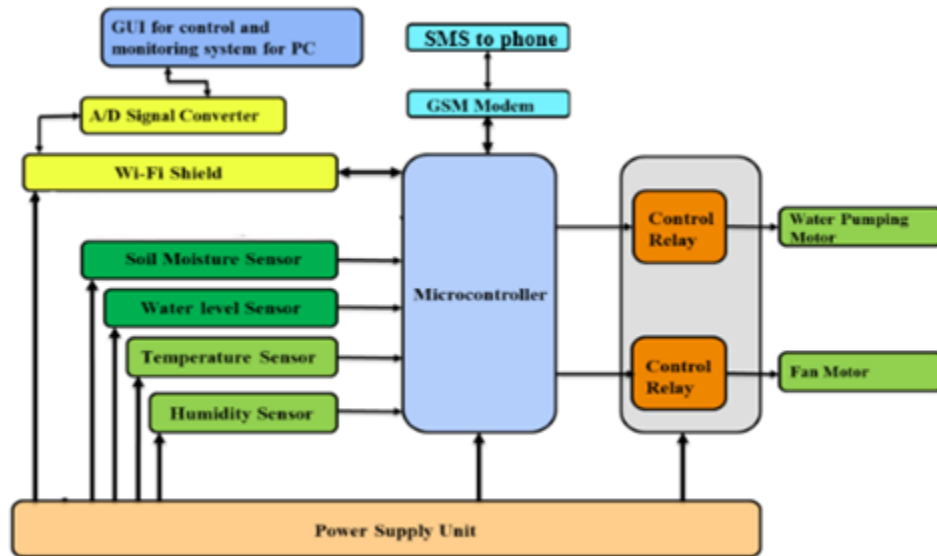 GUI for control and
monitoring system for PC
SMS to phone
A/D Signal Converter
GSM Modem
Wi-Fi Shield
Soil Moisture Sensor
Water level Sensor
Temperature Sensor
Humidity Sensor
Microcontroller
Control
Relay
Water Pumping
Motor
Control
Relay
Fan Motor
Power Supply Unit